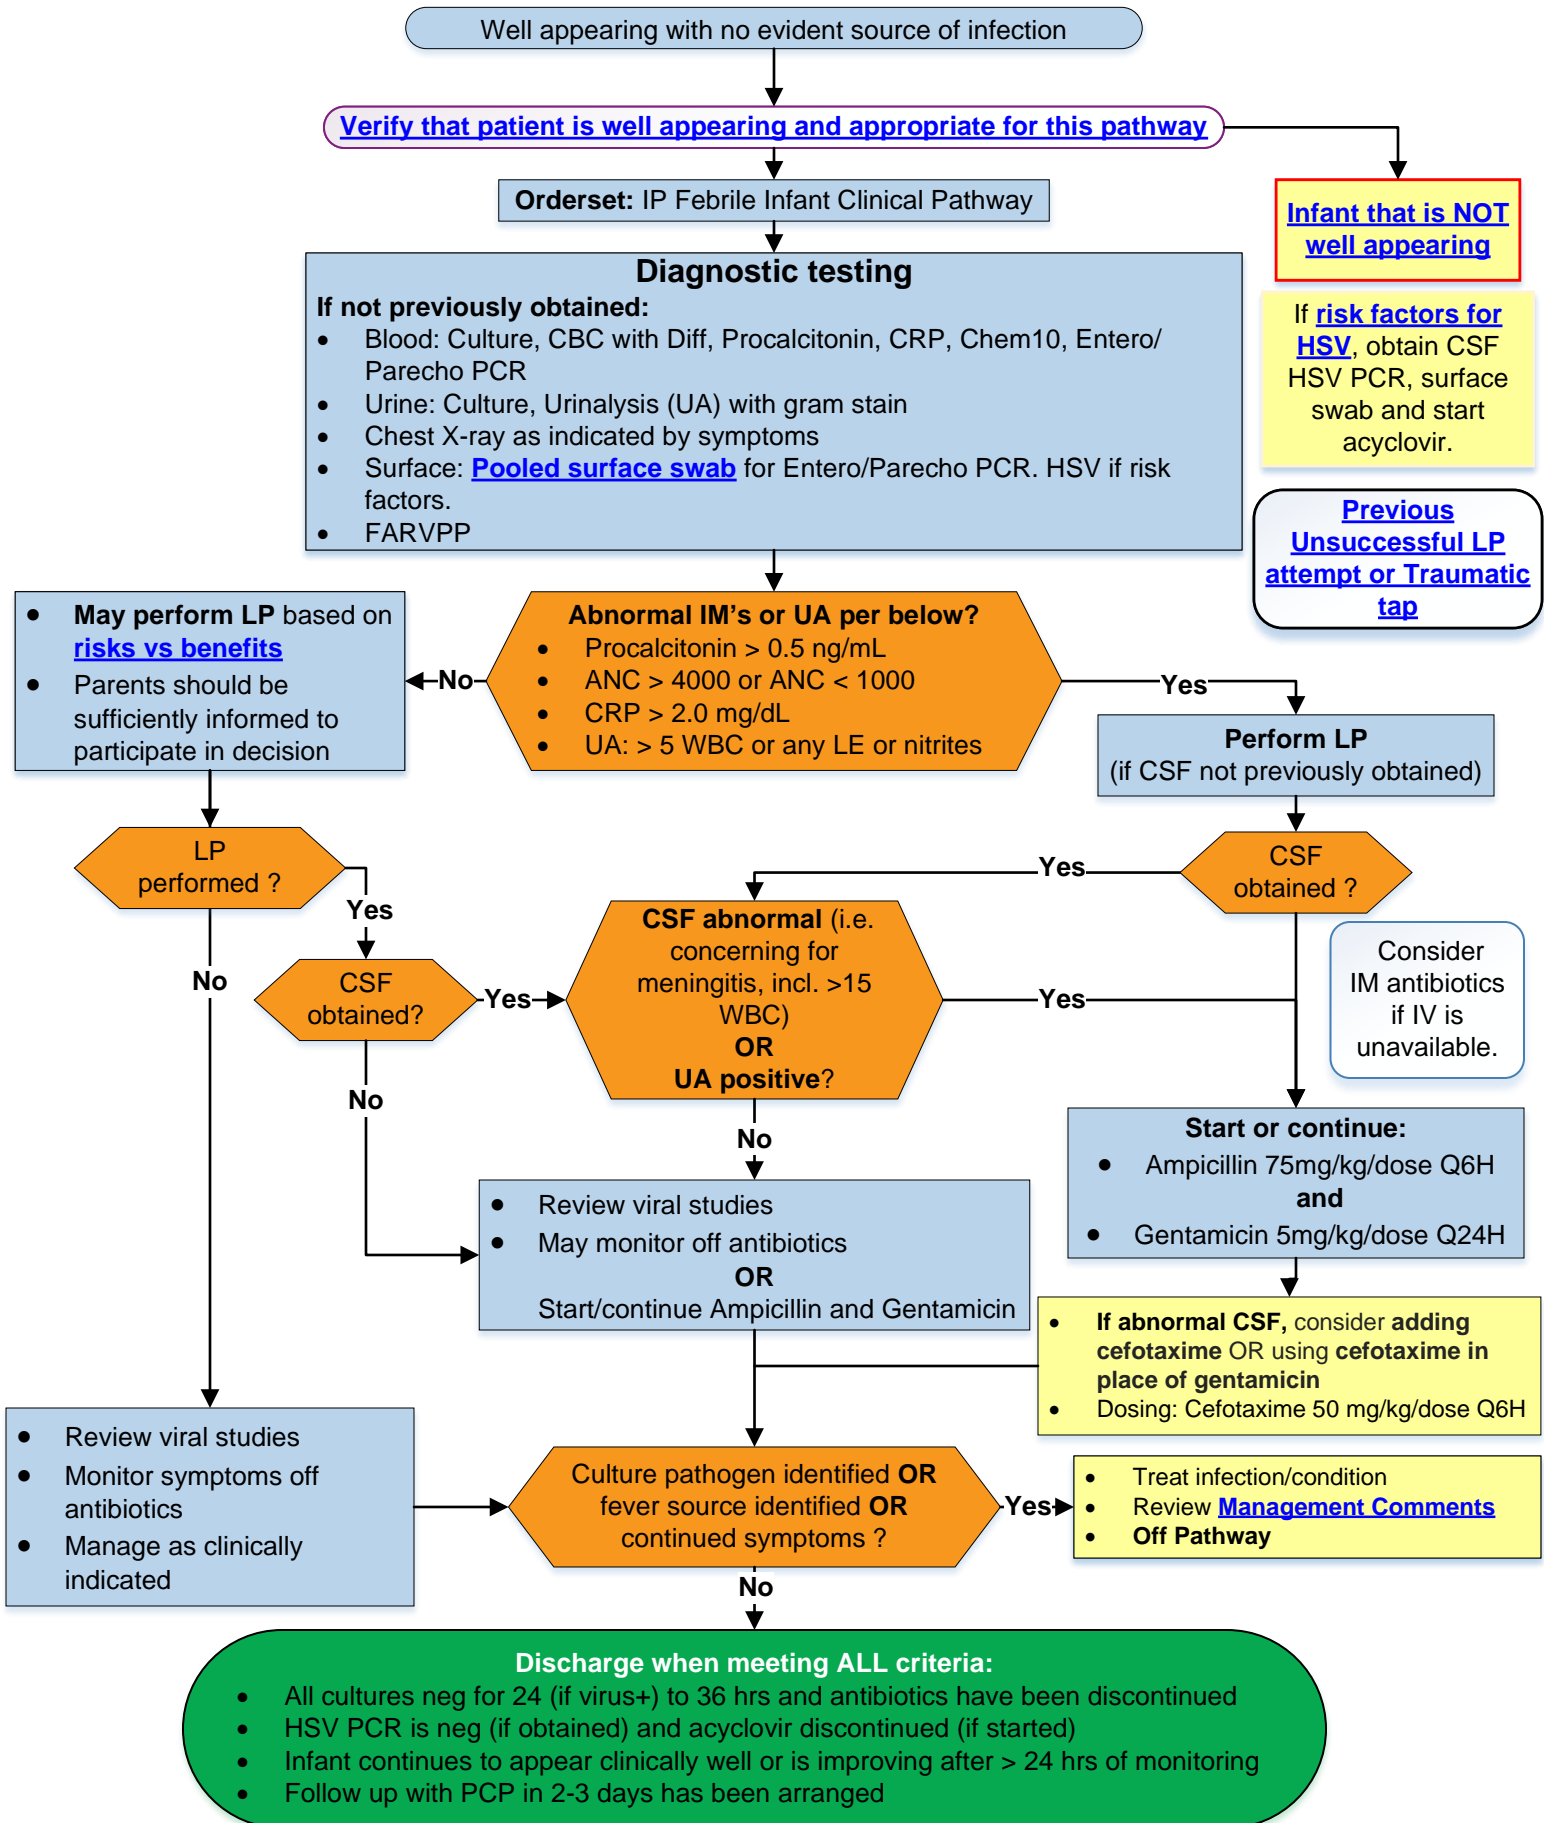 Well appearing with no evident source of infection
Verify that patient is well appearing and appropriate for this pathway
Orderset: IP Febrile Infant Clinical Pathway
Infant that is NOT
well appearing
Diagnostic testing
If not previously obtained:
• Blood: Culture, CBC with Diff, Procalcitonin, CRP, Chem10, Entero/
Parecho PCR
• Urine: Culture, Urinalysis (UA) with gram stain
• Chest X-ray as indicated by symptoms
• Surface: Pooled surface swab for Entero/Parecho PCR. HSV if risk
factors.
• FARVPP
If risk factors for
HSV, obtain CSF
HSV PCR, surface
swab and start
acyclovir.
Previous
Unsuccessful LP
attempt or Traumatic
tap
• May perform LP based on
risks vs benefits
• Parents should be
sufficiently informed to
participate in decision
No
Abnormal IM's or UA per below?
• Procalcitonin > 0.5 ng/mL
• ANC > 4000 or ANC < 1000
• CRP > 2.0 mg/dL
• UA: > 5 WBC or any LE or nitrites
Yes
Perform LP
(if CSF not previously obtained)
LP
performed ?
Yes
No
CSF
obtained?
Yes
No
CSF
obtained ?
Yes
CSF abnormal (i.e.
concerning for
meningitis, incl. >15
WBC)
OR
UA positive?
Yes
No
Consider
IM antibiotics
if IV is
unavailable.
Start or continue:
• Ampicillin 75mg/kg/dose Q6H
and
• Gentamicin 5mg/kg/dose Q24H
• Review viral studies
• May monitor off antibiotics
OR
Start/continue Ampicillin and Gentamicin
• If abnormal CSF, consider adding
cefotaxime OR using cefotaxime in
place of gentamicin
• Dosing: Cefotaxime 50 mg/kg/dose Q6H
• Review viral studies
• Monitor symptoms off
antibiotics
• Manage as clinically
indicated
Culture pathogen identified OR
fever source identified OR
continued symptoms ?
Yes
• Treat infection/condition
• Review Management Comments
• Off Pathway
No
Discharge when meeting ALL criteria:
• All cultures neg for 24 (if virus+) to 36 hrs and antibiotics have been discontinued
• HSV PCR is neg (if obtained) and acyclovir discontinued (if started)
• Infant continues to appear clinically well or is improving after > 24 hrs of monitoring
• Follow up with PCP in 2-3 days has been arranged